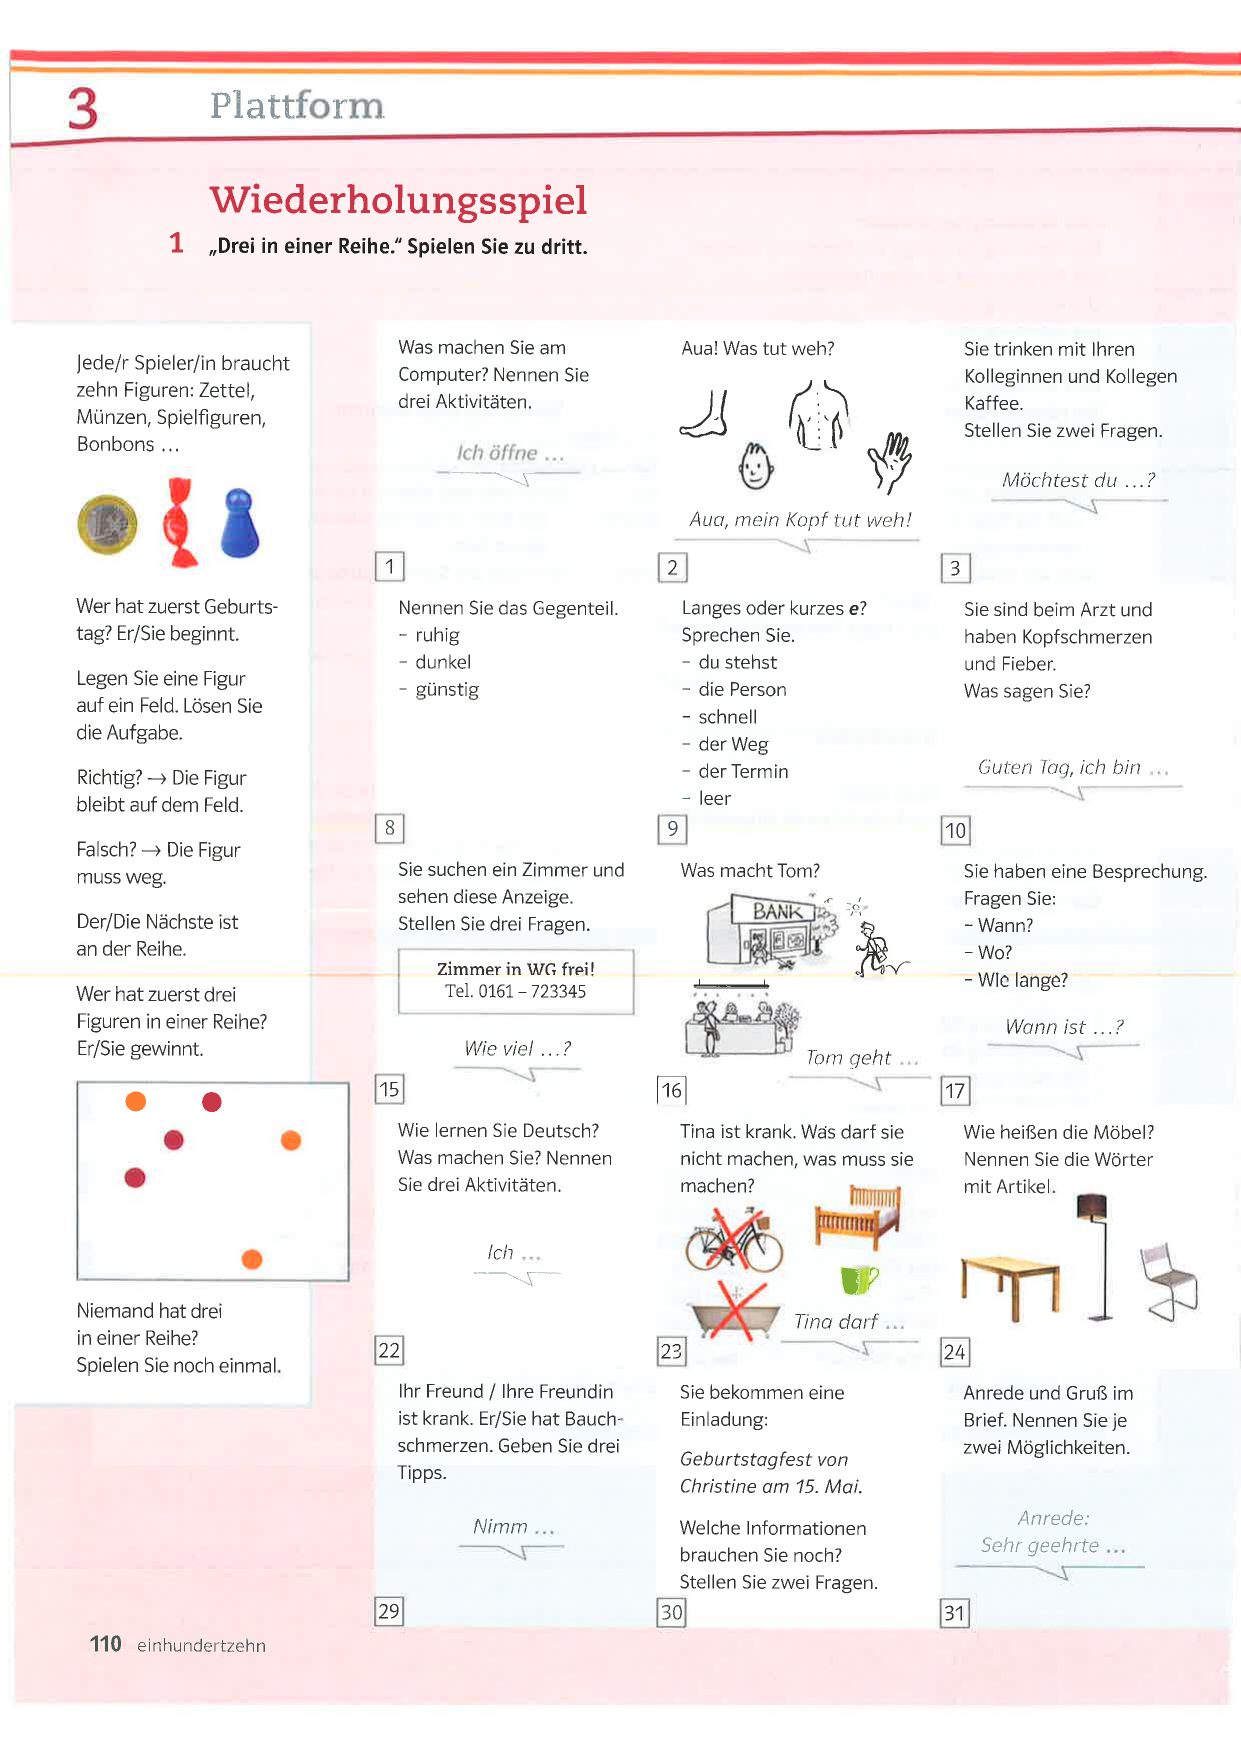 3 Plattform
Wiederholungsspiel
1 „Drei in einer Reihe.“ Spielen Sie zu dritt.
Jede/r Spieler/in braucht
zehn Figuren: Zettel,
Münzen, Spielfiguren,
Bonbons ...
Wer hat zuerst Geburts-
tag? Er/Sie beginnt.
Legen Sie eine Figur
auf ein Feld. Lösen Sie
die Aufgabe.
Richtig? → Die Figur
bleibt auf dem Feld.
Falsch? → Die Figur
muss weg.
Der/Die Nächste ist
an der Reihe.
Wer hat zuerst drei
Figuren in einer Reihe?
Er/Sie gewinnt.
Niemand hat drei
in einer Reihe?
Spielen Sie noch einmal.
Was machen Sie am
Computer? Nennen Sie
drei Aktivitäten.
Ich öffne ...
1
Aua! Was tut weh?
Aua, mein Kopf tut weh!
2
Sie trinken mit Ihren
Kolleginnen und Kollegen
Kaffee.
Stellen Sie zwei Fragen.
Möchtest du ...?
3
Nennen Sie das Gegenteil.
– ruhig
– dunkel
– günstig
8
Langes oder kurzes e?
Sprechen Sie.
– du stehst
– die Person
– schnell
– der Weg
– der Termin
– leer
9
Sie sind beim Arzt und
haben Kopfschmerzen
und Fieber.
Was sagen Sie?
Guten Tag, ich bin ...
10
Sie suchen ein Zimmer und
sehen diese Anzeige.
Stellen Sie drei Fragen.
Zimmer in WG frei!
Tel. 0161 – 723345
Wie viel ...?
15
Was macht Tom?
BANK
Tom geht ...
16
Sie haben eine Besprechung.
Fragen Sie:
– Wann?
– Wo?
– Wie lange?
Wann ist ...?
17
Wie lernen Sie Deutsch?
Was machen Sie? Nennen
Sie drei Aktivitäten.
Ich ...
22
Tina ist krank. Was darf sie
nicht machen, was muss sie
machen?
Tina darf ...
23
Wie heißen die Möbel?
Nennen Sie die Wörter
mit Artikel.
24
Ihr Freund / Ihre Freundin
ist krank. Er/Sie hat Bauch-
schmerzen. Geben Sie drei
Tipps.
Nimm ...
29
Sie bekommen eine
Einladung:
Geburtstagfest von
Christine am 15. Mai.
Welche Informationen
brauchen Sie noch?
Stellen Sie zwei Fragen.
30
Anrede und Gruß im
Brief. Nennen Sie je
zwei Möglichkeiten.
Anrede:
Sehr geehrte ...
31
110 einhundertzehn